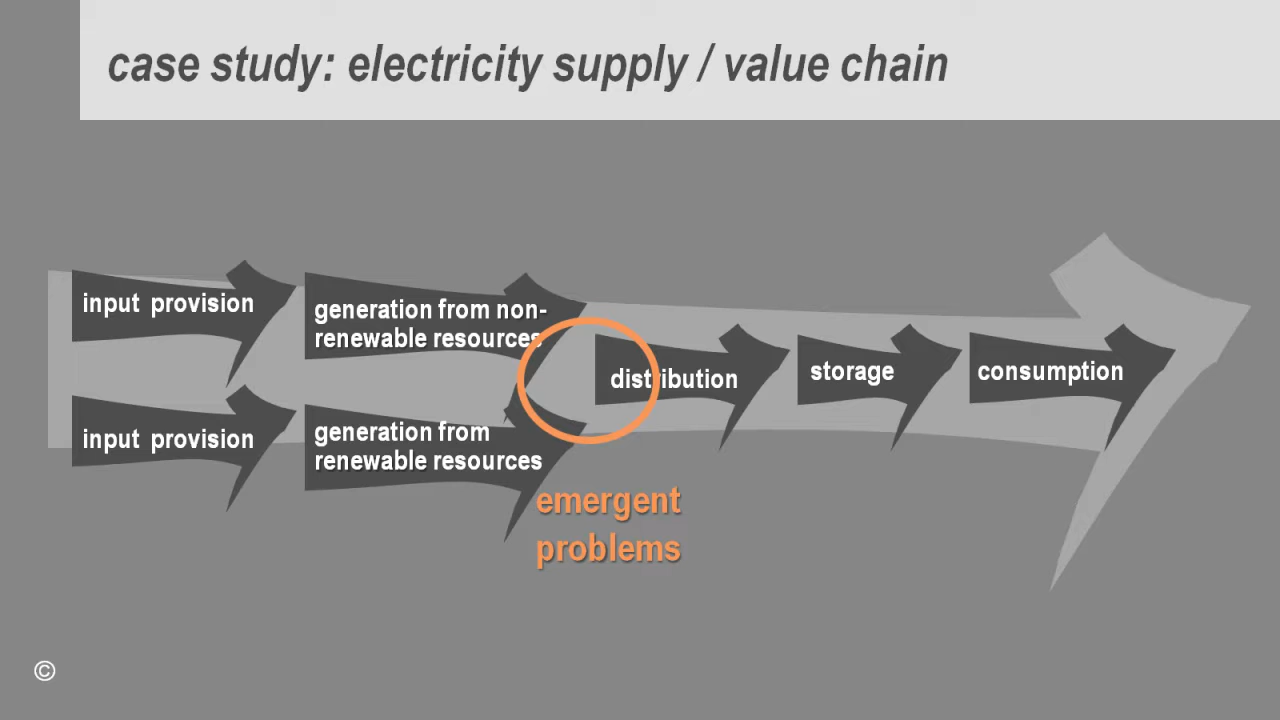 case study: electricity supply / value chain
input provision
generation from non-
renewable resources
distribution
storage
consumption
input provision
generation from
renewable resources
emergent
problems
©